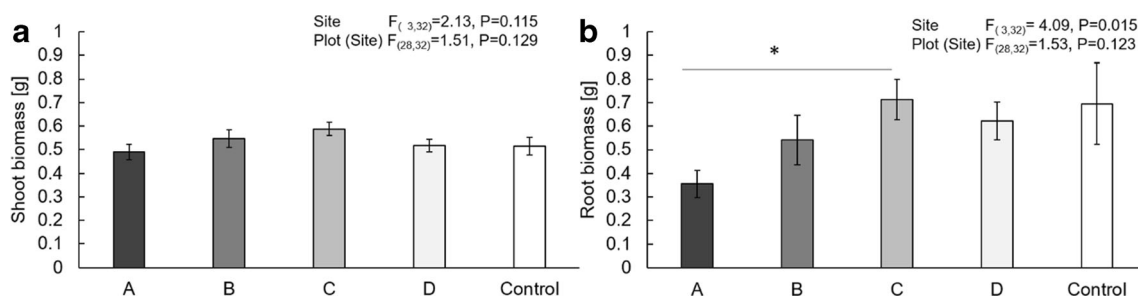 a
Site F( 3,32)=2.13, P=0.115
Plot (Site) F(28,32)=1.51, P=0.129
Shoot biomass [g]
1
0.9
0.8
0.7
0.6
0.5
0.4
0.3
0.2
0.1
0
A B C D Control
b
Site F( 3,32)= 4.09, P=0.015
Plot (Site) F(28,32)=1.53, P=0.123
*
Root biomass [g]
1
0.9
0.8
0.7
0.6
0.5
0.4
0.3
0.2
0.1
0
A B C D Control